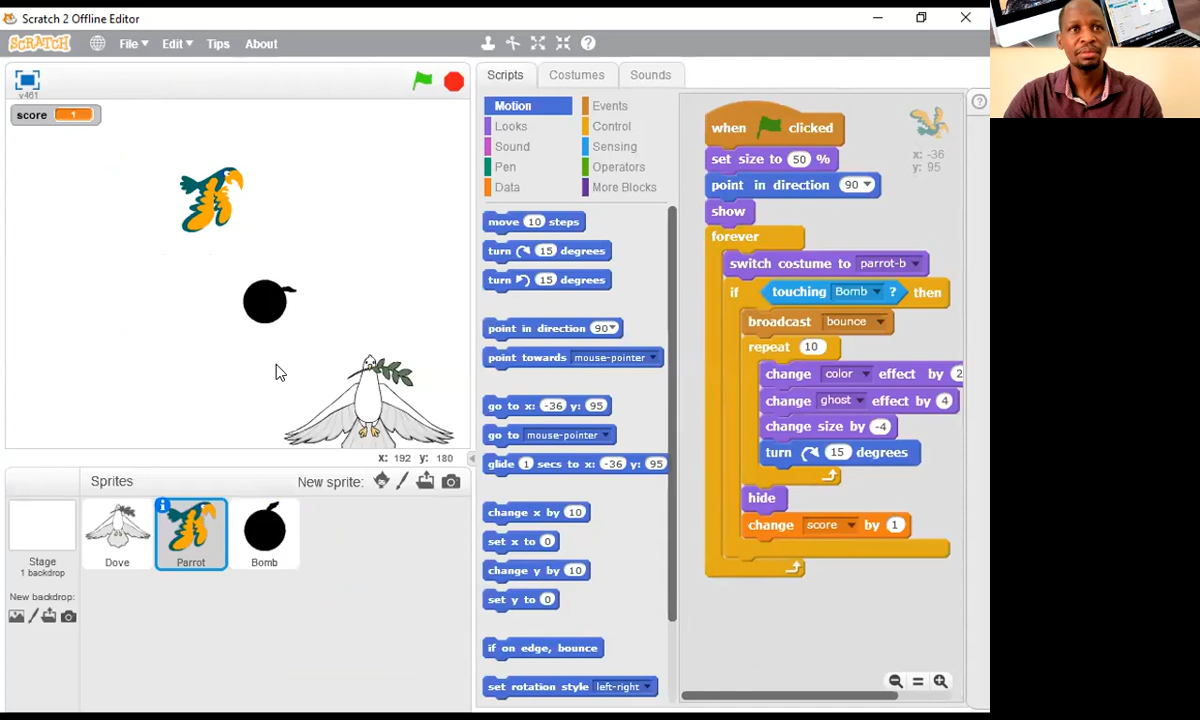 Scratch 2 Offline Editor
SCRATCH File Edit Tips About
v461
score 1
x: 192 y: 180
Sprites New sprite:
Stage
1 backdrop
New backdrop:
Dove
Parrot
Bomb
Scripts Costumes Sounds
Motion Events
Looks Control
Sound Sensing
Pen Operators
Data More Blocks
move 10 steps
turn 15 degrees
turn 15 degrees
point in direction 90
point towards mouse-pointer
go to x: -36 y: 95
go to mouse-pointer
glide 1 secs to x: -36 y: 95
change x by 10
set x to 0
change y by 10
set y to 0
if on edge, bounce
set rotation style left-right
x: -36
y: 95
when clicked
set size to 50 %
point in direction 90
show
forever
switch costume to parrot-b
if touching Bomb ? then
broadcast bounce
repeat 10
change color effect by 2
change ghost effect by 4
change size by -4
turn 15 degrees
hide
change score by 1